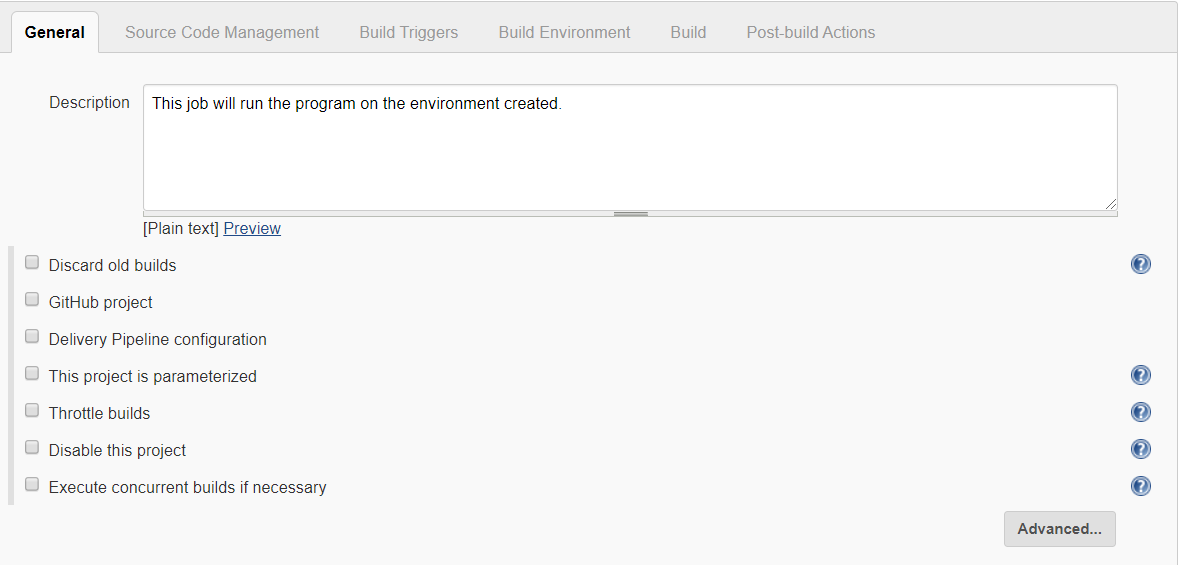 General Source Code Management Build Triggers Build Environment Build Post-build Actions
Description This job will run the program on the environment created.
[Plain text] Preview
Discard old builds ?
GitHub project
Delivery Pipeline configuration
This project is parameterized ?
Throttle builds ?
Disable this project ?
Execute concurrent builds if necessary ?
Advanced...